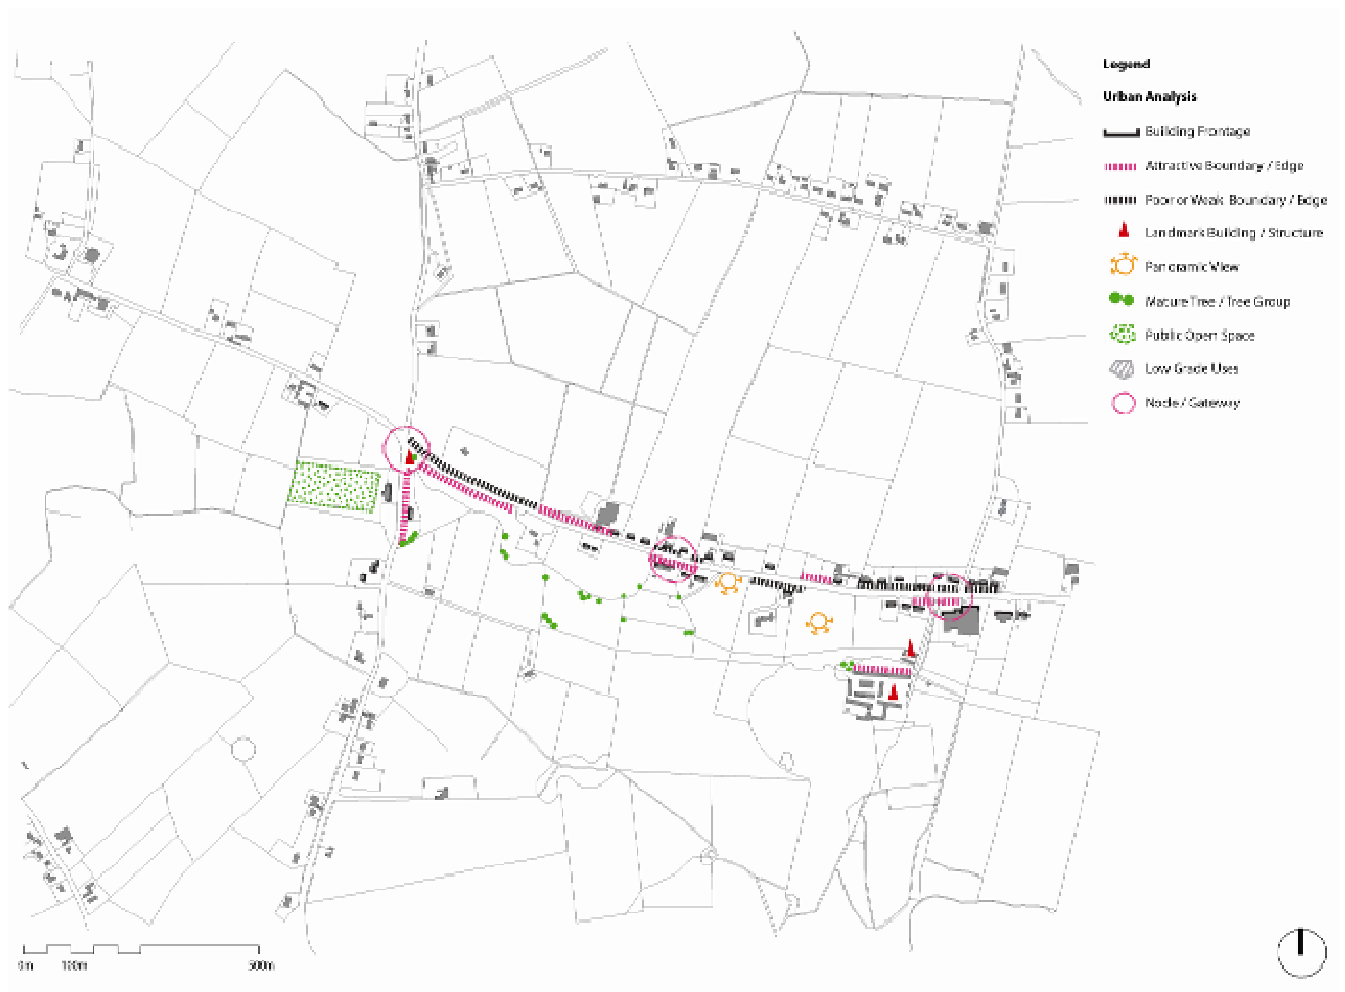 Legend
Urban Analysis
Building Frontage
Attractive Boundary / Edge
Poor or Weak Boundary / Edge
Landmark Building / Structure
Panoramic View
Mature Tree / Tree Group
Public Open Space
Low Grade Uses
Node / Gateway
0m 100m 500m